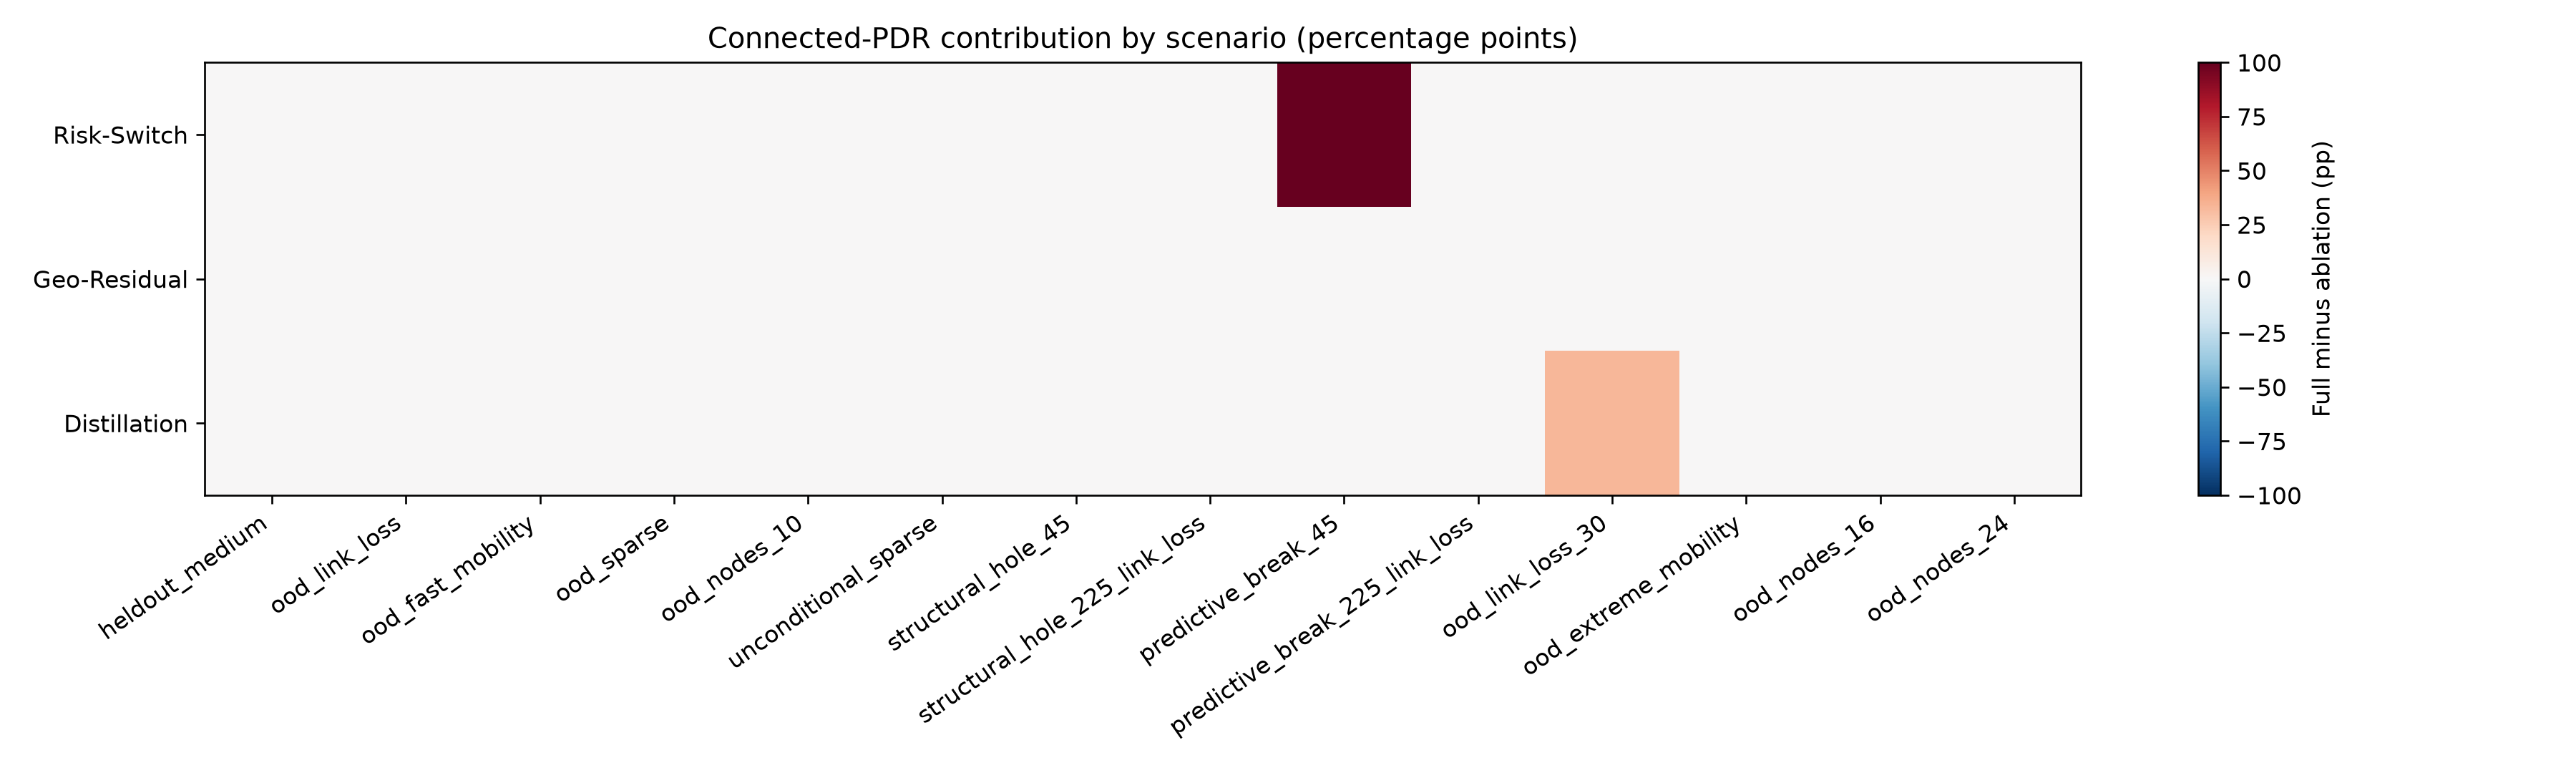 Connected-PDR contribution by scenario (percentage points)
Risk-Switch
Geo-Residual
Distillation
heldout_medium
ood_link_loss
ood_fast_mobility
ood_sparse
ood_nodes_10
unconditional_sparse
structural_hole_45
structural_hole_225_link_loss
predictive_break_45
predictive_break_225_link_loss
ood_link_loss_30
ood_extreme_mobility
ood_nodes_16
ood_nodes_24
100
75
50
25
0
−25
−50
−75
−100
Full minus ablation (pp)